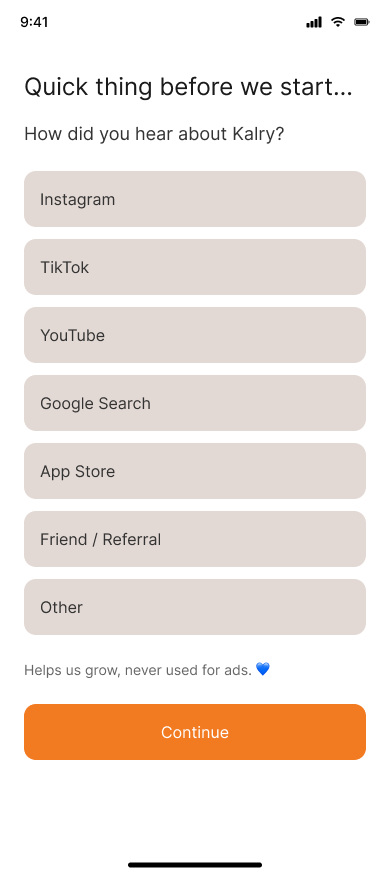 9:41
Quick thing before we start...
How did you hear about Kalry?
Instagram
TikTok
YouTube
Google Search
App Store
Friend / Referral
Other
Helps us grow, never used for ads. 💙
Continue